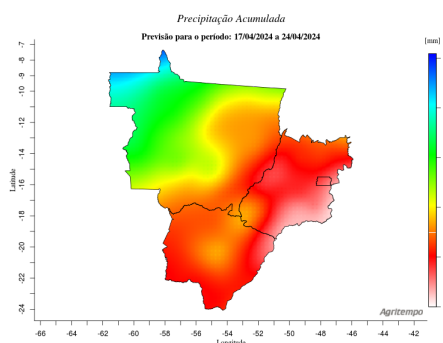 Precipitação Acumulada
Previsão para o período: 17/04/2024 a 24/04/2024
[mm]
-7
-8
-9
-10
-12
-14
-16
-18
-20
-22
-24
Latitude
Agritempo
-66 -64 -62 -60 -58 -56 -54 -52 -50 -48 -46 -44 -42
Longitude